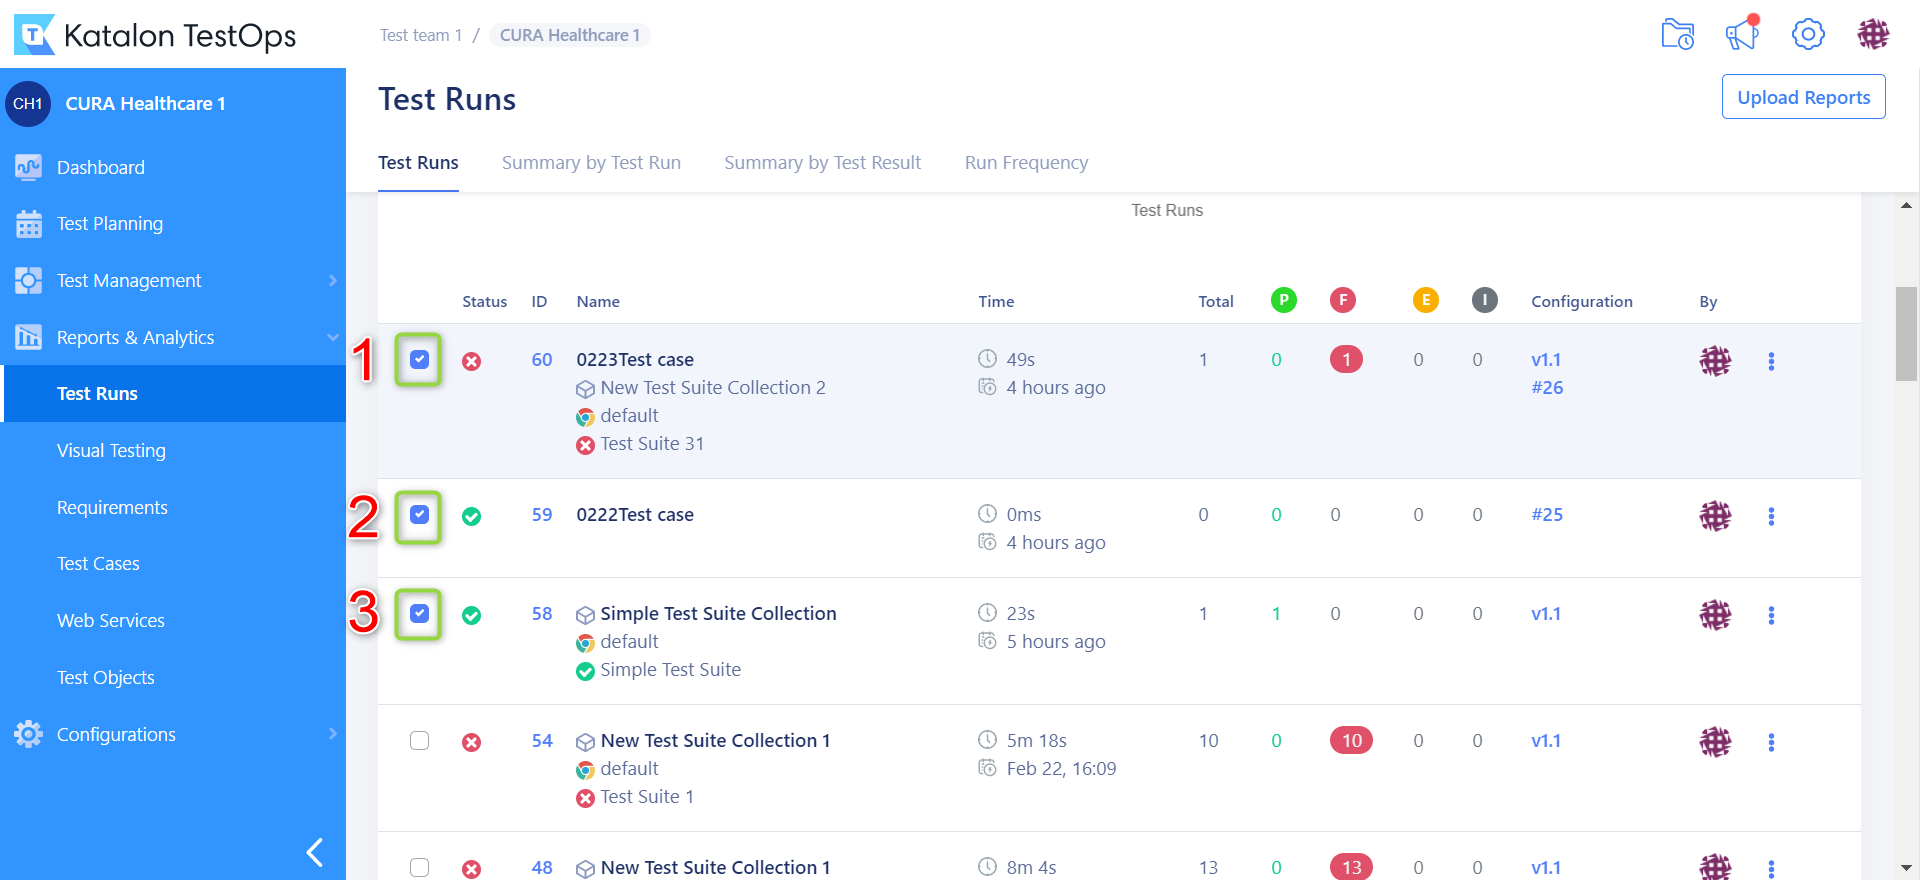 Katalon TestOps
Test team 1 / CURA Healthcare 1
CH1 CURA Healthcare 1
Dashboard
Test Planning
Test Management
Reports & Analytics
Test Runs
Visual Testing
Requirements
Test Cases
Web Services
Test Objects
Configurations
Test Runs
Upload Reports
Test Runs Summary by Test Run Summary by Test Result Run Frequency
Test Runs
Status ID Name Time Total P F E I Configuration By
1 60 0223Test case 49s 1 0 1 0 0 v1.1
New Test Suite Collection 2 4 hours ago #26
default
Test Suite 31
2 59 0222Test case 0ms 0 0 0 0 0 #25
4 hours ago
3 58 Simple Test Suite Collection 23s 1 1 0 0 0 v1.1
default 5 hours ago
Simple Test Suite
54 New Test Suite Collection 1 5m 18s 10 0 10 0 0 v1.1
default Feb 22, 16:09
Test Suite 1
48 New Test Suite Collection 1 8m 4s 13 0 13 0 0 v1.1